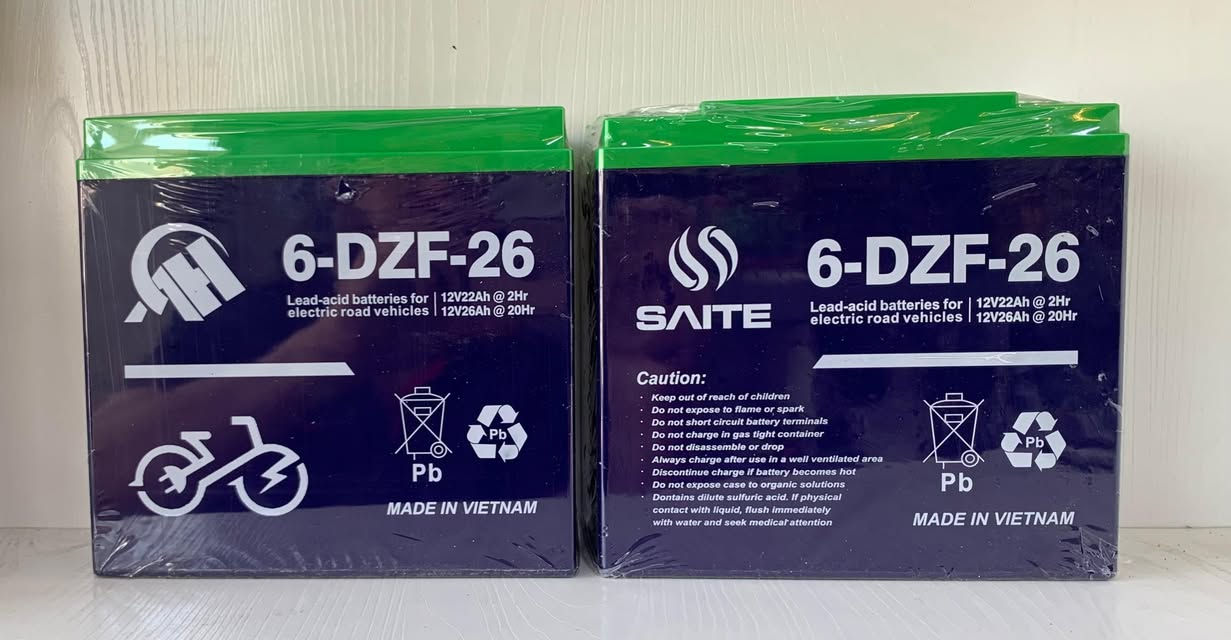 6-DZF-26
Lead-acid batteries for
electric road vehicles
12V22Ah @ 2Hr
12V26Ah @ 20Hr
Pb
Pb
MADE IN VIETNAM
SAITE
6-DZF-26
Lead-acid batteries for
electric road vehicles
12V22Ah @ 2Hr
12V26Ah @ 20Hr
Caution:
· Keep out of reach of children
· Do not expose to flame or spark
· Do not short circuit battery terminals
· Do not charge in gas tight container
· Do not disassemble or drop
· Always charge after use in a well ventilated area
· Discontinue charge if battery becomes hot
· Do not expose case to organic solutions
· Dontains dilute sulfuric acid. If physical
contact with liquid, flush immediately
with water and seek medical attention
Pb
Pb
MADE IN VIETNAM